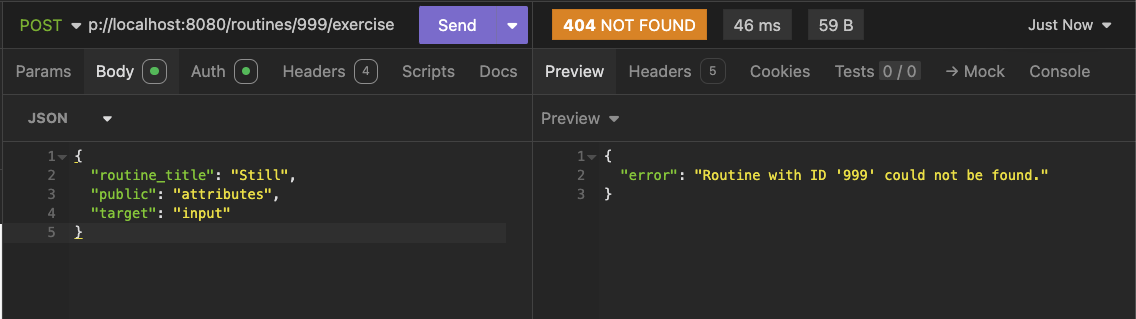 POST p://localhost:8080/routines/999/exercise Send 404 NOT FOUND 46 ms 59 B Just Now
Params Body Auth Headers 4 Scripts Docs Preview Headers 5 Cookies Tests 0 / 0 → Mock Console
JSON Preview
1 {
2 "routine_title": "Still",
3 "public": "attributes",
4 "target": "input"
5 }
1 {
2 "error": "Routine with ID '999' could not be found."
3 }